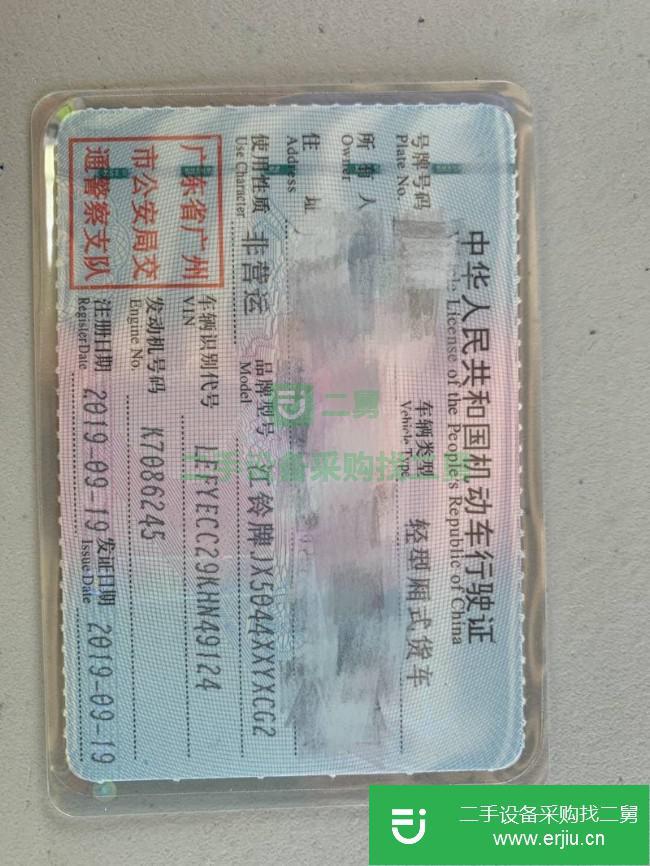 中华人民共和国机动车行驶证
Vehicle License of the People's Republic of China
号牌号码
Plate No.
车辆类型 轻型厢式货车
Vehicle Type
所有人
Owner
住 址
Address
使用性质 非营运
Use Character
品牌型号 江铃牌JX5044XXYXCG2
Model
广东省广州
市公安局交
通警察支队
车辆识别代号 LEFYECC29KHN49124
VIN
发动机号码 K7086245
Engine No.
注册日期 2019-09-19
Register Date
发证日期 2019-09-19
Issue Date
二舅
二手设备采购找二舅
二手设备采购找二舅
www.erjiu.cn